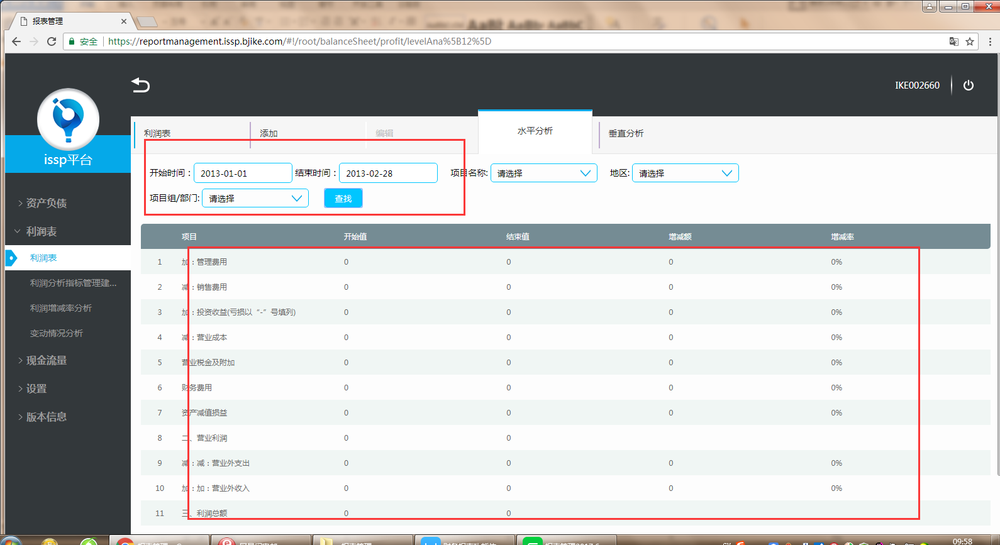 报表管理
安全 https://reportmanagement.issp.bjike.com/#!/root/balanceSheet/profit/levelAna%5B12%5D
IKE002660
issp平台
利润表 添加 编辑 水平分析 垂直分析
开始时间： 2013-01-01 结束时间： 2013-02-28 项目名称: 请选择 地区: 请选择
项目组/部门: 请选择 查找
资产负债
利润表
利润表
利润分析指标管理建...
利润增减率分析
变动情况分析
现金流量
设置
版本信息
项目 开始值 结束值 增减额 增减率
1 加：管理费用 0 0 0 0%
2 减：销售费用 0 0 0 0%
3 加：投资收益(亏损以“-”号填列) 0 0 0 0%
4 减：营业成本 0 0 0 0%
5 营业税金及附加 0 0 0 0%
6 财务费用 0 0 0 0%
7 资产减值损益 0 0 0 0%
8 二、营业利润 0 0
9 减：减：营业外支出 0 0 0 0%
10 加：加：营业外收入 0 0 0 0%
11 三、利润总额 0 0
09:58